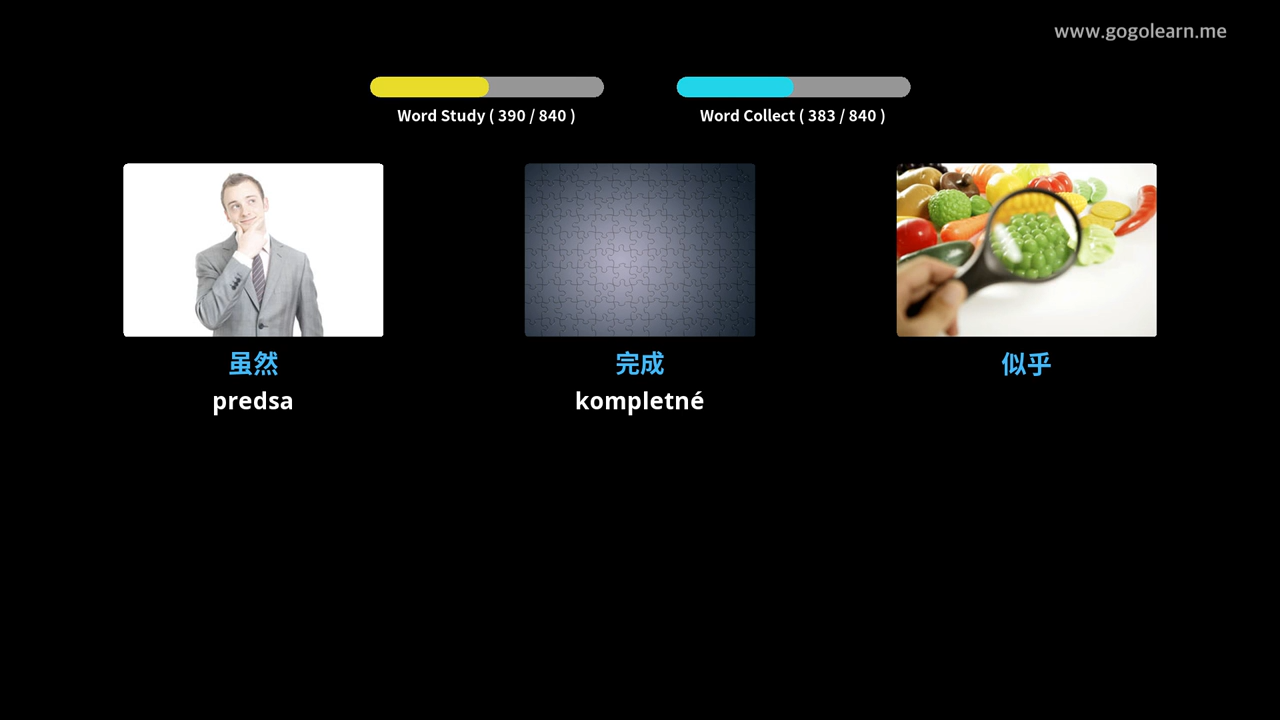 www.gogolearn.me
Word Study ( 390 / 840 )
Word Collect ( 383 / 840 )
虽然
predsa
完成
kompletné
似乎